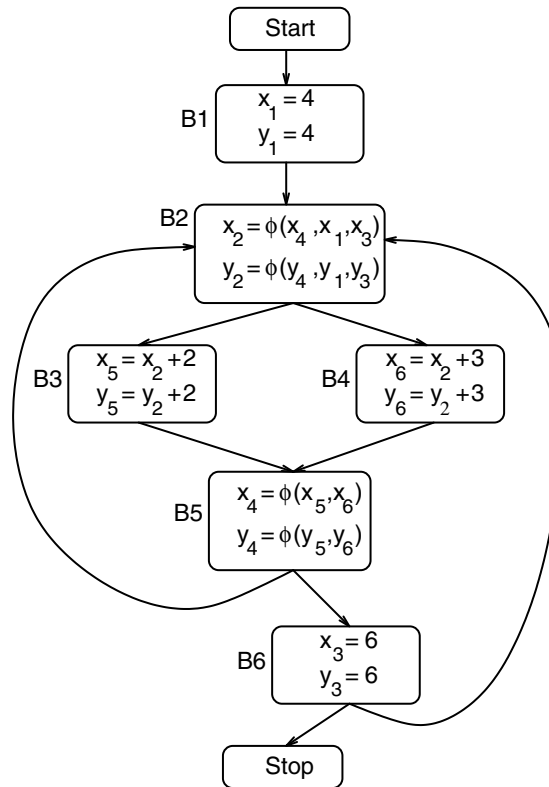 Start
B1
x₁ = 4
y₁ = 4
B2
x₂ = ϕ(x₄ ,x₁,x₃)
y₂ = ϕ(y₄ ,y₁,y₃)
B3
x₅ = x₂ +2
y₅ = y₂ +2
B4
x₆ = x₂ +3
y₆ = y₂ +3
B5
x₄ = ϕ(x₅,x₆)
y₄ = ϕ(y₅,y₆)
B6
x₃ = 6
y₃ = 6
Stop